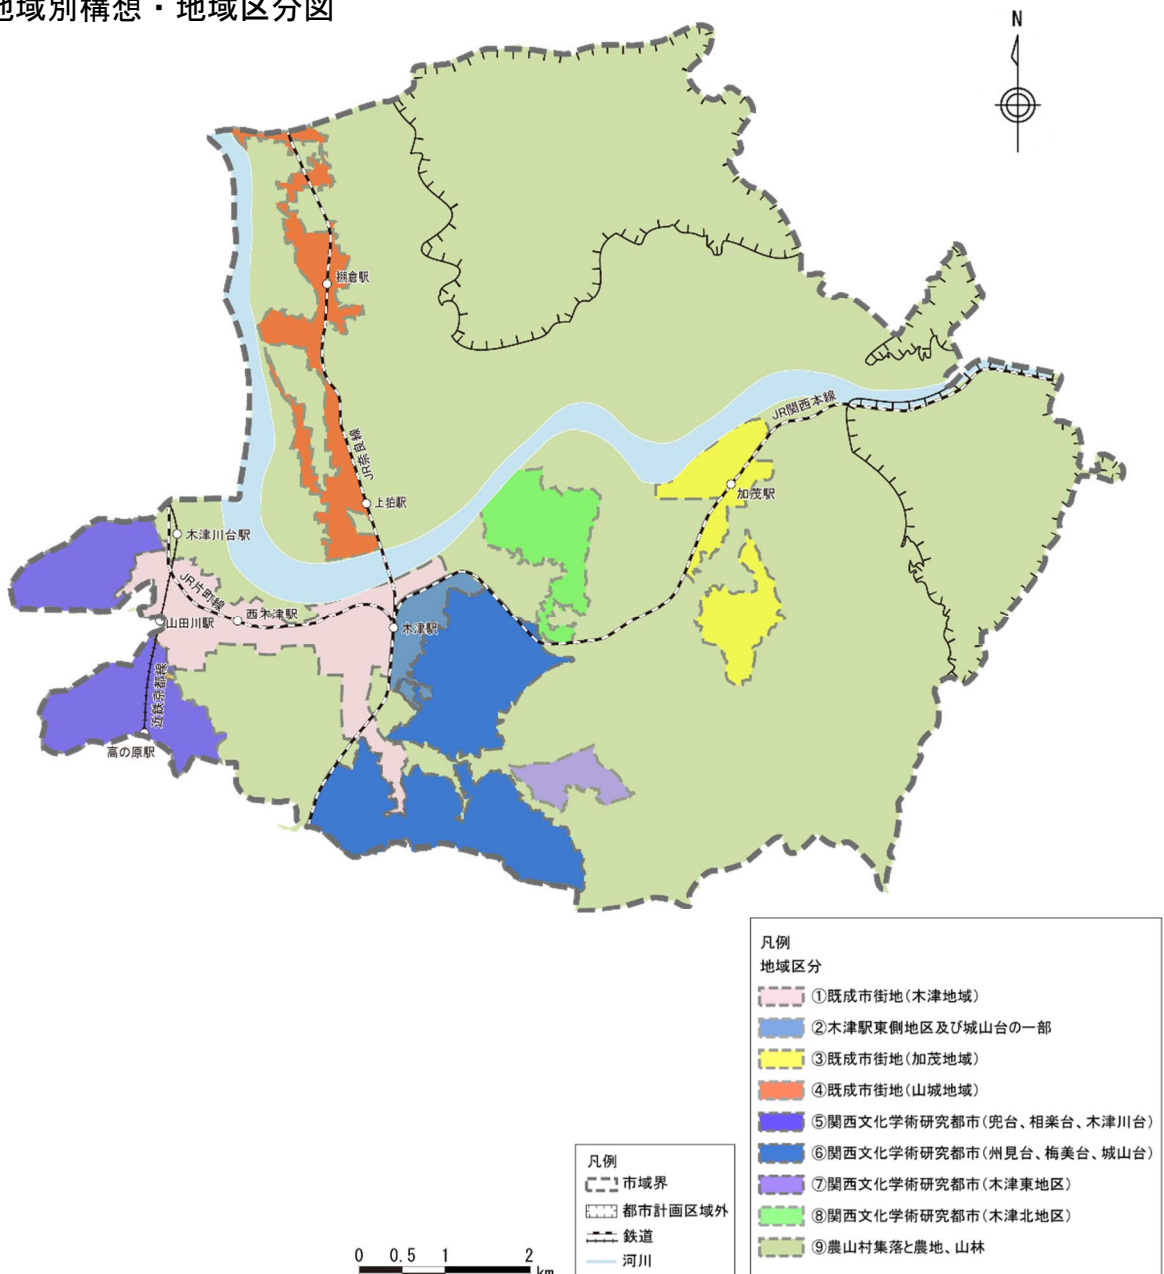 地域別構想・地域区分図
N
棚倉駅
JR奈良線
上狛駅
JR関西本線
加茂駅
木津川台駅
JR片町線
西木津駅
山田川駅
木津駅
近鉄京都線
高の原駅
凡例
地域区分
①既成市街地(木津地域)
②木津駅東側地区及び城山台の一部
③既成市街地(加茂地域)
④既成市街地(山城地域)
⑤関西文化学術研究都市(兜台、相楽台、木津川台)
⑥関西文化学術研究都市(州見台、梅美台、城山台)
⑦関西文化学術研究都市(木津東地区)
⑧関西文化学術研究都市(木津北地区)
⑨農山村集落と農地、山林
凡例
市域界
都市計画区域外
鉄道
河川
0 0.5 1 2
km